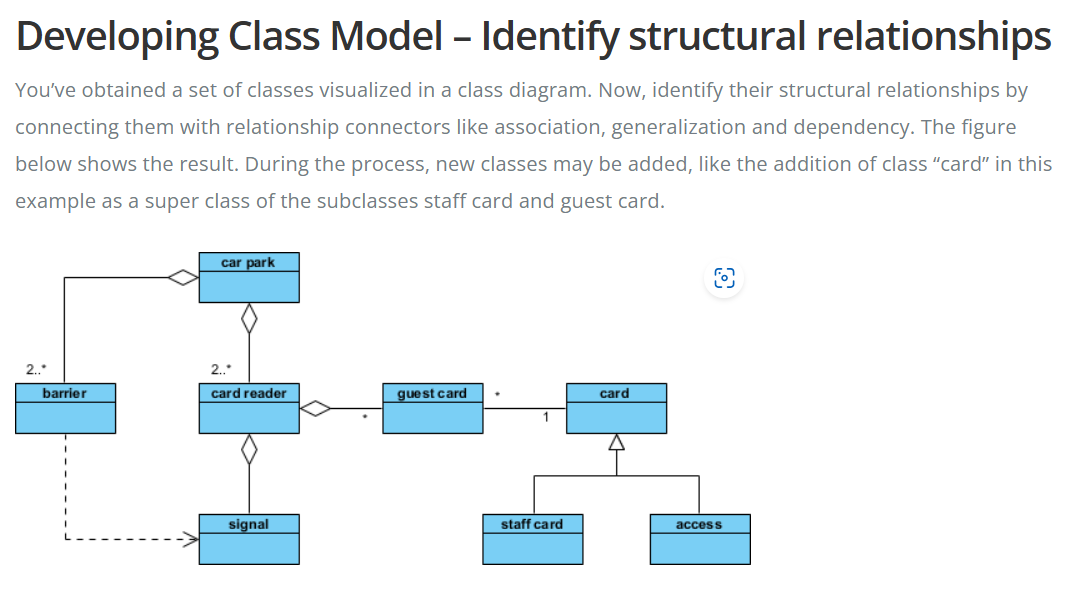 Developing Class Model – Identify structural relationships
You’ve obtained a set of classes visualized in a class diagram. Now, identify their structural relationships by
connecting them with relationship connectors like association, generalization and dependency. The figure
below shows the result. During the process, new classes may be added, like the addition of class “card” in this
example as a super class of the subclasses staff card and guest card.
car park
2..*
2..*
barrier
card reader
*
guest card
*
1
card
signal
staff card
access